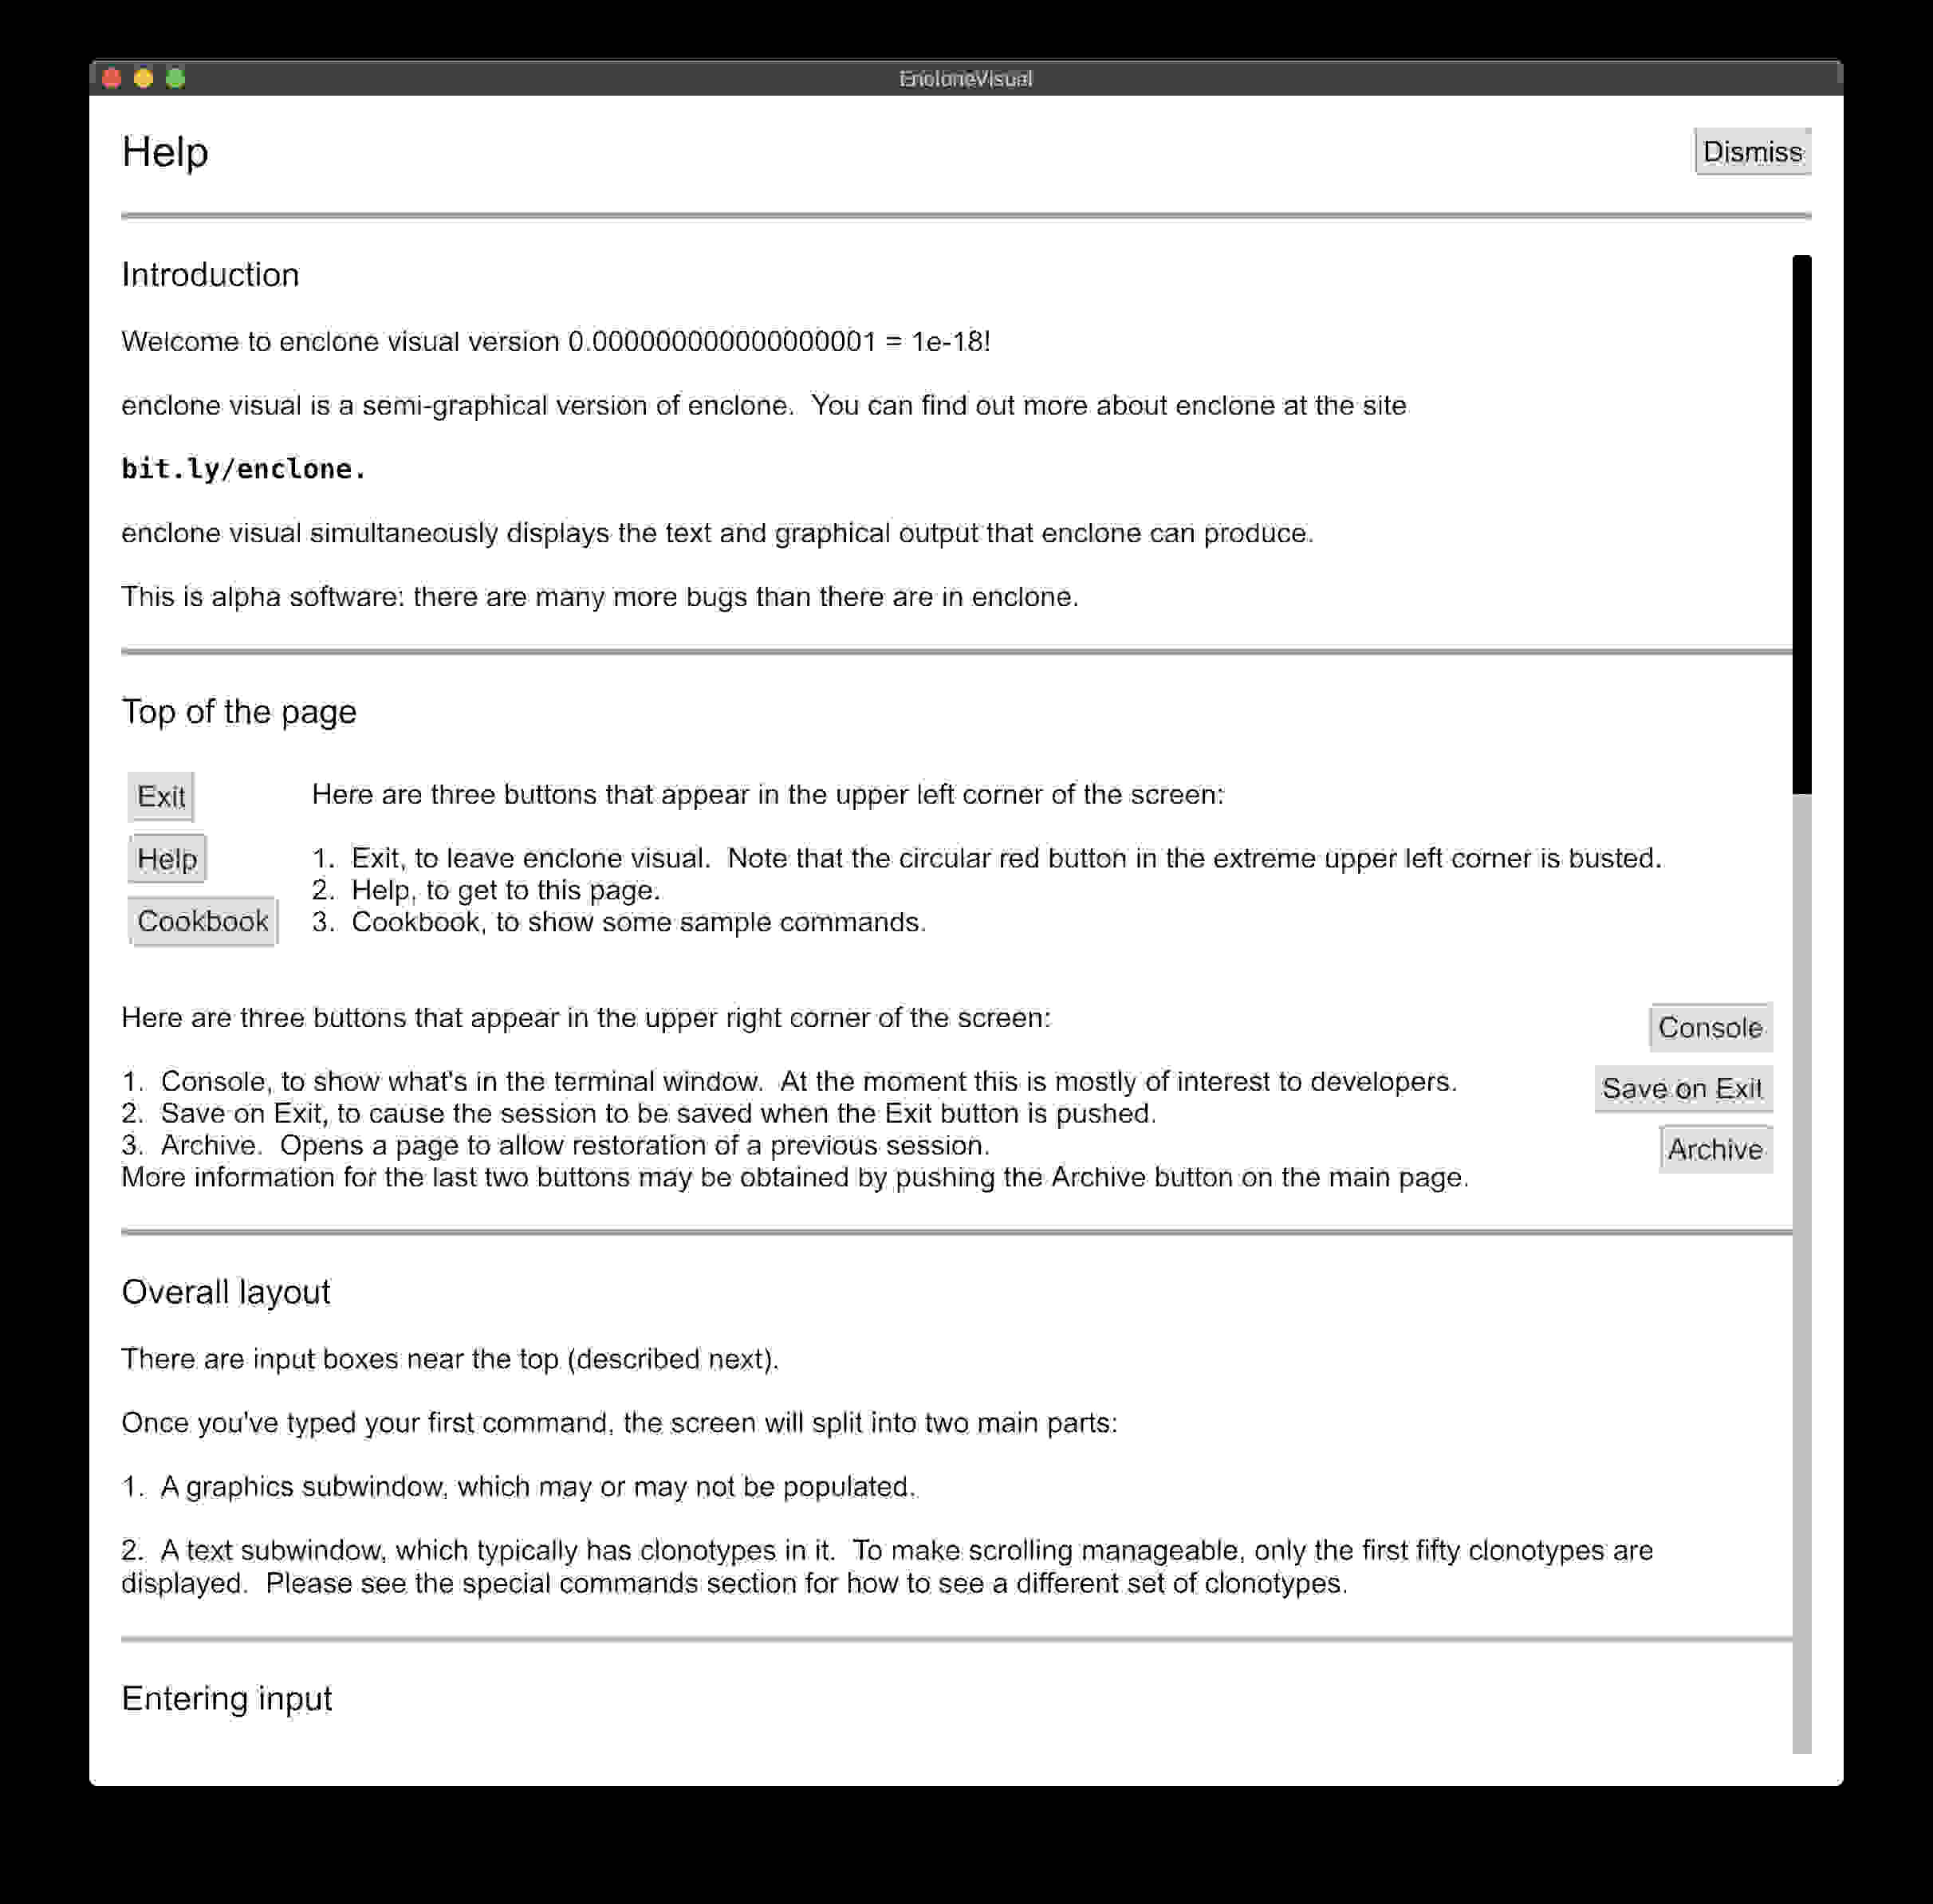 EncloneVisual
Help
Dismiss
Introduction
Welcome to enclone visual version 0.000000000000000001 = 1e-18!
enclone visual is a semi-graphical version of enclone.  You can find out more about enclone at the site
bit.ly/enclone.
enclone visual simultaneously displays the text and graphical output that enclone can produce.
This is alpha software: there are many more bugs than there are in enclone.
Top of the page
Exit
Here are three buttons that appear in the upper left corner of the screen:
Help
1.  Exit, to leave enclone visual.  Note that the circular red button in the extreme upper left corner is busted.
2.  Help, to get to this page.
Cookbook
3.  Cookbook, to show some sample commands.
Here are three buttons that appear in the upper right corner of the screen:
Console
1.  Console, to show what's in the terminal window.  At the moment this is mostly of interest to developers.
Save on Exit
2.  Save on Exit, to cause the session to be saved when the Exit button is pushed.
3.  Archive.  Opens a page to allow restoration of a previous session.
Archive
More information for the last two buttons may be obtained by pushing the Archive button on the main page.
Overall layout
There are input boxes near the top (described next).
Once you've typed your first command, the screen will split into two main parts:
1.  A graphics subwindow, which may or may not be populated.
2.  A text subwindow, which typically has clonotypes in it.  To make scrolling manageable, only the first fifty clonotypes are
displayed.  Please see the special commands section for how to see a different set of clonotypes.
Entering input